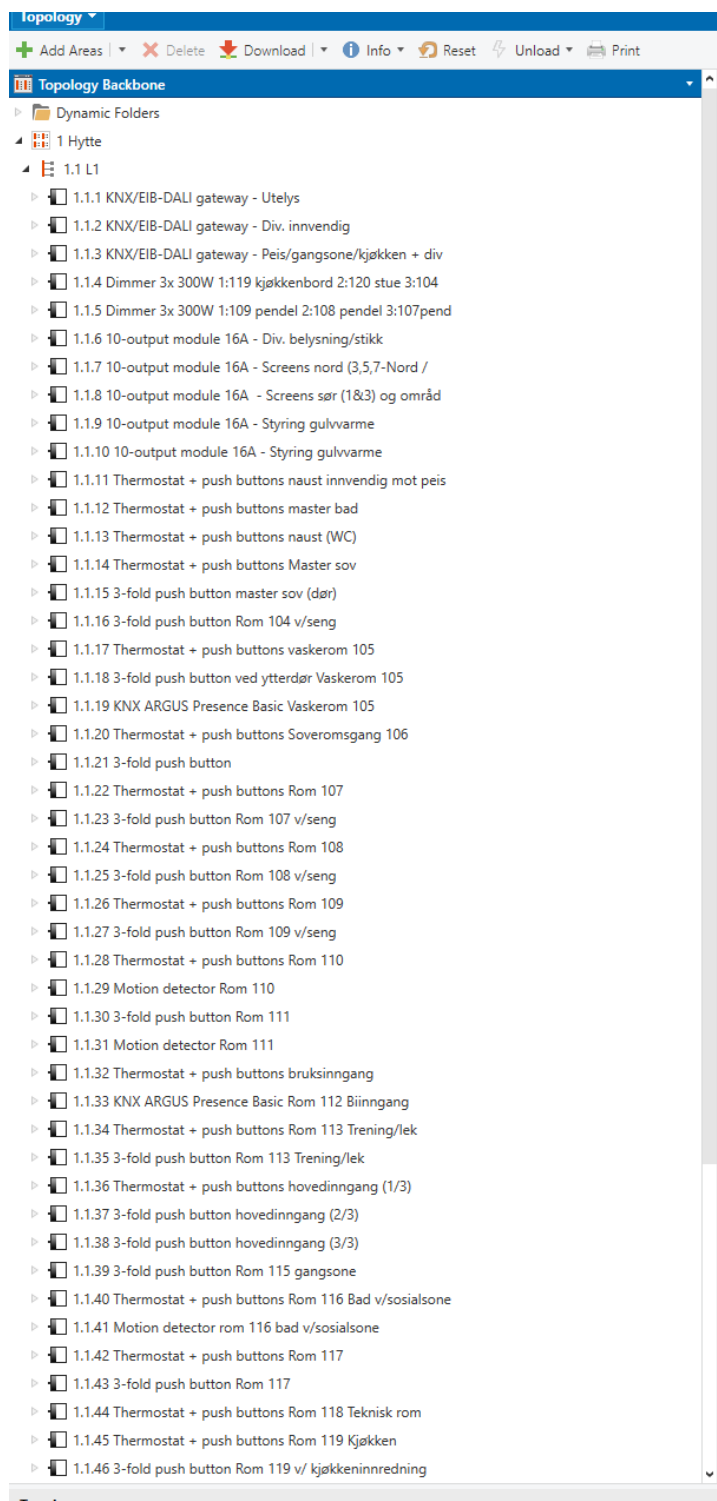 Topology
Add Areas Delete Download Info Reset Unload Print
Topology Backbone
Dynamic Folders
1 Hytte
1.1 L1
1.1.1 KNX/EIB-DALI gateway - Utelys
1.1.2 KNX/EIB-DALI gateway - Div. innvendig
1.1.3 KNX/EIB-DALI gateway - Peis/gangsone/kjøkken + div
1.1.4 Dimmer 3x 300W 1:119 kjøkkenbord 2:120 stue 3:104
1.1.5 Dimmer 3x 300W 1:109 pendel 2:108 pendel 3:107pend
1.1.6 10-output module 16A - Div. belysning/stikk
1.1.7 10-output module 16A - Screens nord (3,5,7-Nord /
1.1.8 10-output module 16A  - Screens sør (1&3) og områd
1.1.9 10-output module 16A - Styring gulvvarme
1.1.10 10-output module 16A - Styring gulvvarme
1.1.11 Thermostat + push buttons naust innvendig mot peis
1.1.12 Thermostat + push buttons master bad
1.1.13 Thermostat + push buttons naust (WC)
1.1.14 Thermostat + push buttons Master sov
1.1.15 3-fold push button master sov (dør)
1.1.16 3-fold push button Rom 104 v/seng
1.1.17 Thermostat + push buttons vaskerom 105
1.1.18 3-fold push button ved ytterdør Vaskerom 105
1.1.19 KNX ARGUS Presence Basic Vaskerom 105
1.1.20 Thermostat + push buttons Soveromsgang 106
1.1.21 3-fold push button
1.1.22 Thermostat + push buttons Rom 107
1.1.23 3-fold push button Rom 107 v/seng
1.1.24 Thermostat + push buttons Rom 108
1.1.25 3-fold push button Rom 108 v/seng
1.1.26 Thermostat + push buttons Rom 109
1.1.27 3-fold push button Rom 109 v/seng
1.1.28 Thermostat + push buttons Rom 110
1.1.29 Motion detector Rom 110
1.1.30 3-fold push button Rom 111
1.1.31 Motion detector Rom 111
1.1.32 Thermostat + push buttons bruksinngang
1.1.33 KNX ARGUS Presence Basic Rom 112 Biinngang
1.1.34 Thermostat + push buttons Rom 113 Trening/lek
1.1.35 3-fold push button Rom 113 Trening/lek
1.1.36 Thermostat + push buttons hovedinngang (1/3)
1.1.37 3-fold push button hovedinngang (2/3)
1.1.38 3-fold push button hovedinngang (3/3)
1.1.39 3-fold push button Rom 115 gangsone
1.1.40 Thermostat + push buttons Rom 116 Bad v/sosialsone
1.1.41 Motion detector rom 116 bad v/sosialsone
1.1.42 Thermostat + push buttons Rom 117
1.1.43 3-fold push button Rom 117
1.1.44 Thermostat + push buttons Rom 118 Teknisk rom
1.1.45 Thermostat + push buttons Rom 119 Kjøkken
1.1.46 3-fold push button Rom 119 v/ kjøkkeninnredning